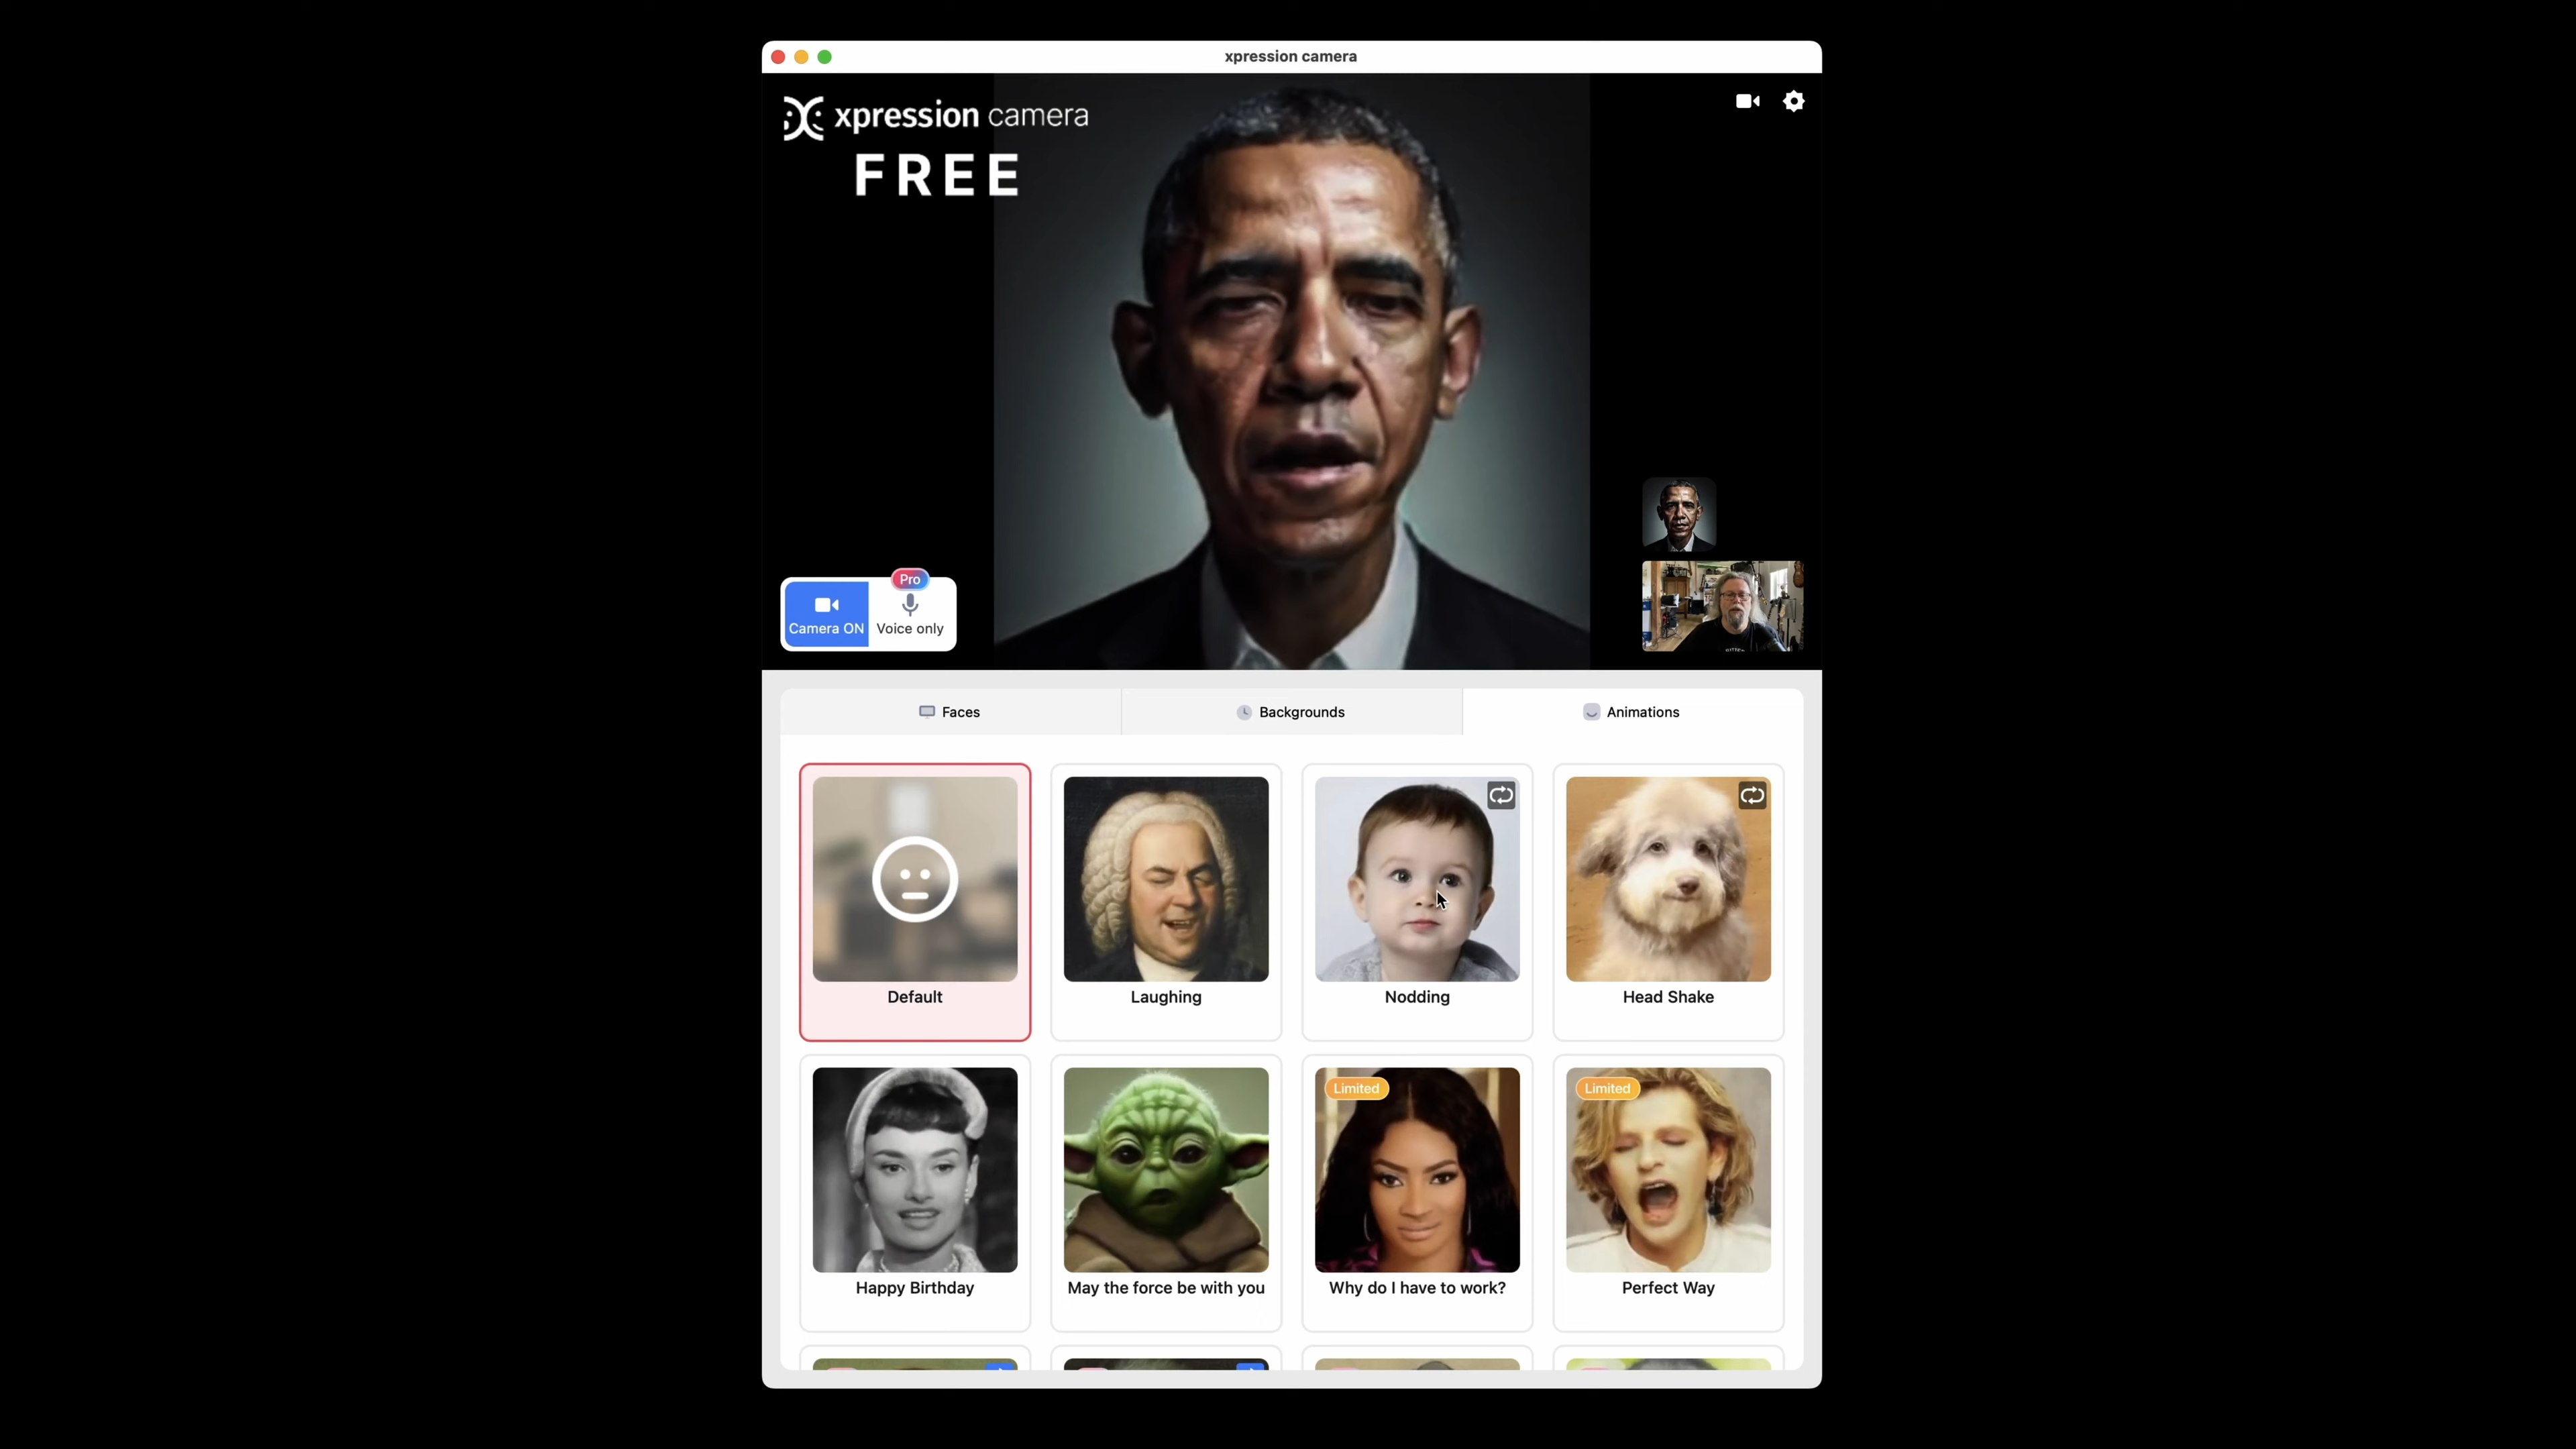 xpression camera
xpression camera
FREE
Pro
Camera ON
Voice only
Faces
Backgrounds
Animations
Default
Laughing
Nodding
Head Shake
Limited
Limited
Happy Birthday
May the force be with you
Why do I have to work?
Perfect Way